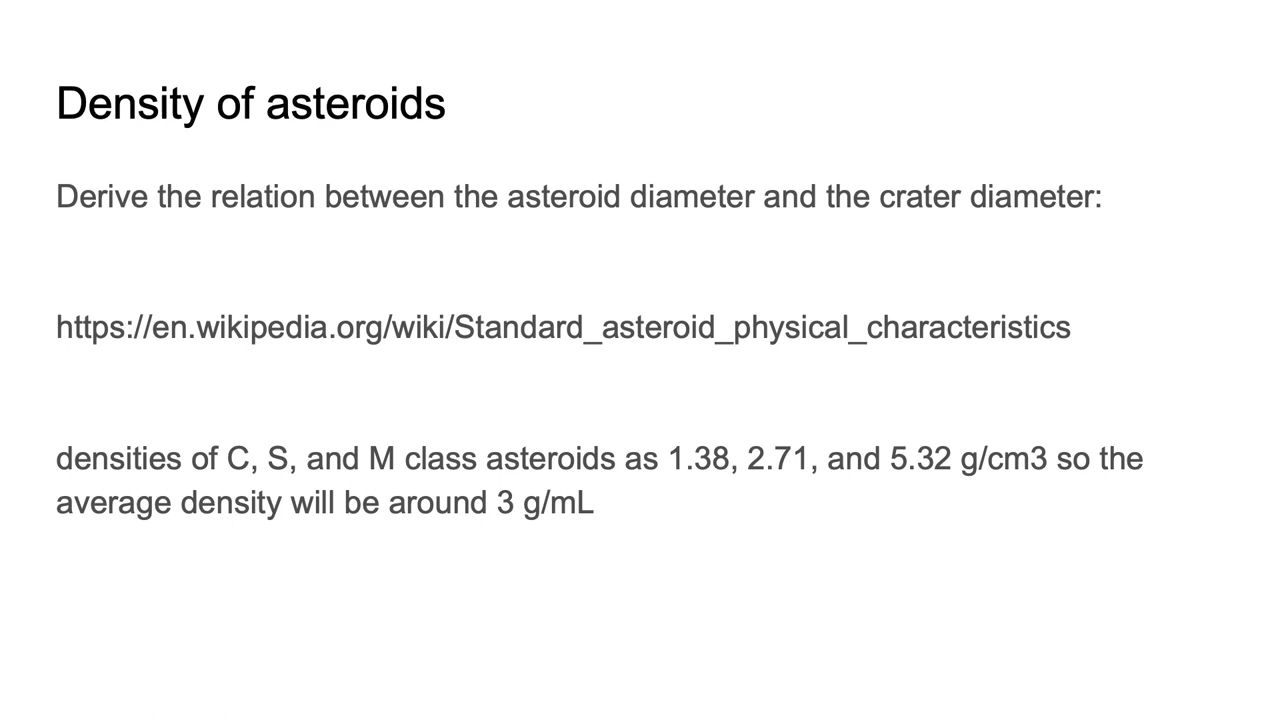 Density of asteroids
Derive the relation between the asteroid diameter and the crater diameter:
https://en.wikipedia.org/wiki/Standard_asteroid_physical_characteristics
densities of C, S, and M class asteroids as 1.38, 2.71, and 5.32 g/cm3 so the
average density will be around 3 g/mL